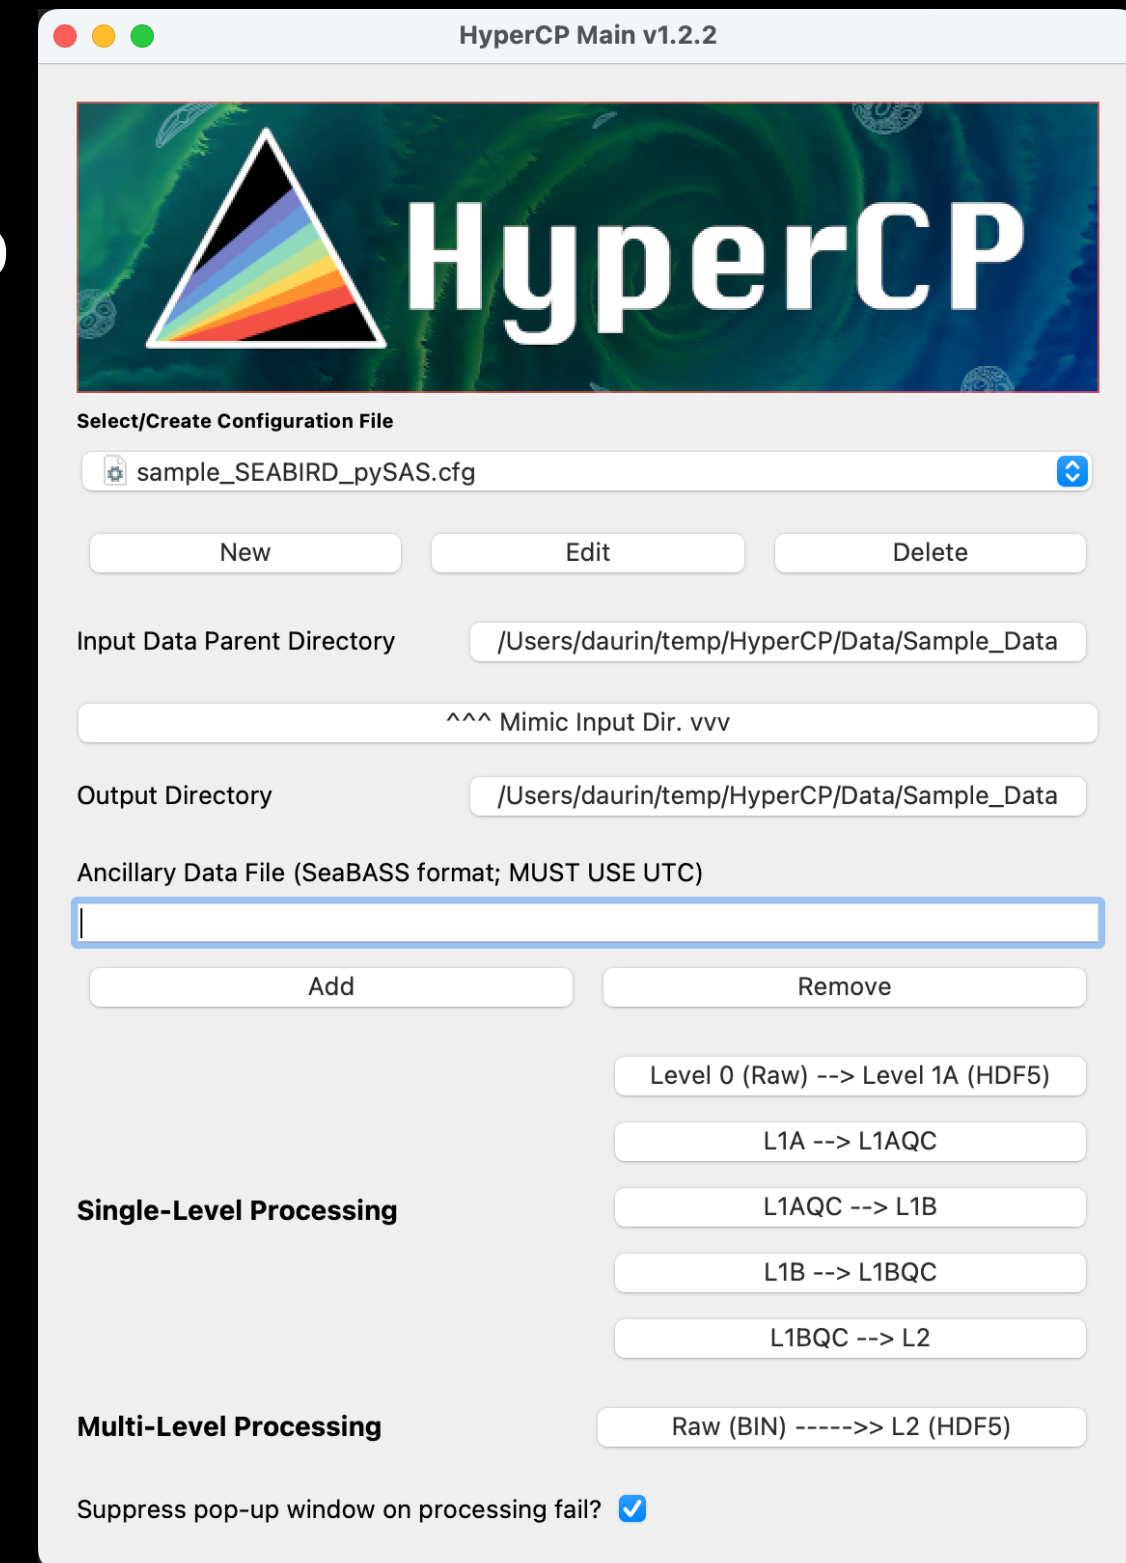 HyperCP Main v1.2.2
HyperCP
Select/Create Configuration File
sample_SEABIRD_pySAS.cfg
New Edit Delete
Input Data Parent Directory /Users/daurin/temp/HyperCP/Data/Sample_Data
^^^ Mimic Input Dir. vvv
Output Directory /Users/daurin/temp/HyperCP/Data/Sample_Data
Ancillary Data File (SeaBASS format; MUST USE UTC)
Add Remove
Level 0 (Raw) --> Level 1A (HDF5)
L1A --> L1AQC
Single-Level Processing L1AQC --> L1B
L1B --> L1BQC
L1BQC --> L2
Multi-Level Processing Raw (BIN) ----->> L2 (HDF5)
Suppress pop-up window on processing fail?